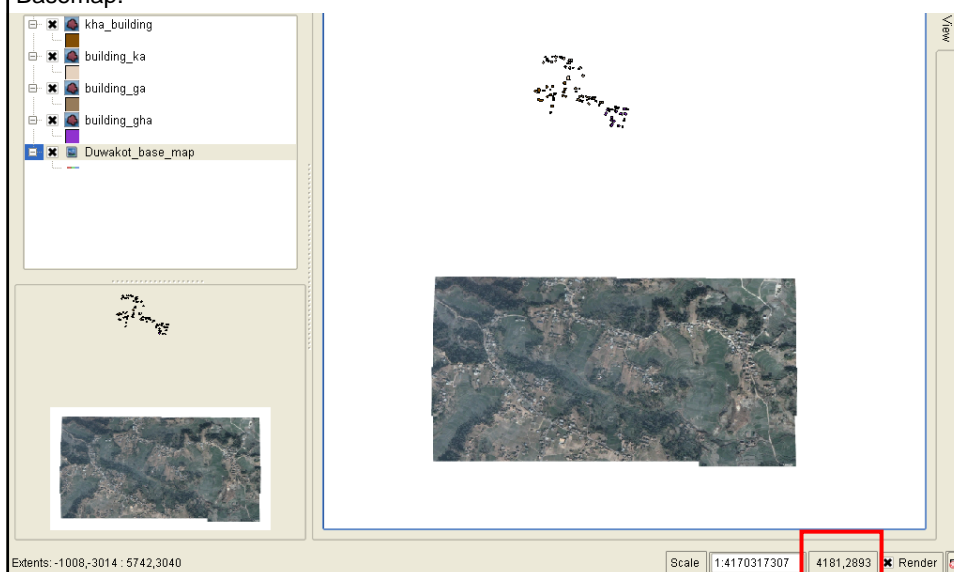 Basemap:
kha_building
building_ka
building_ga
building_gha
Duwakot_base_map
View
Extents: -1008,-3014 : 5742,3040
Scale 1:4170317307 4181,2893 Render